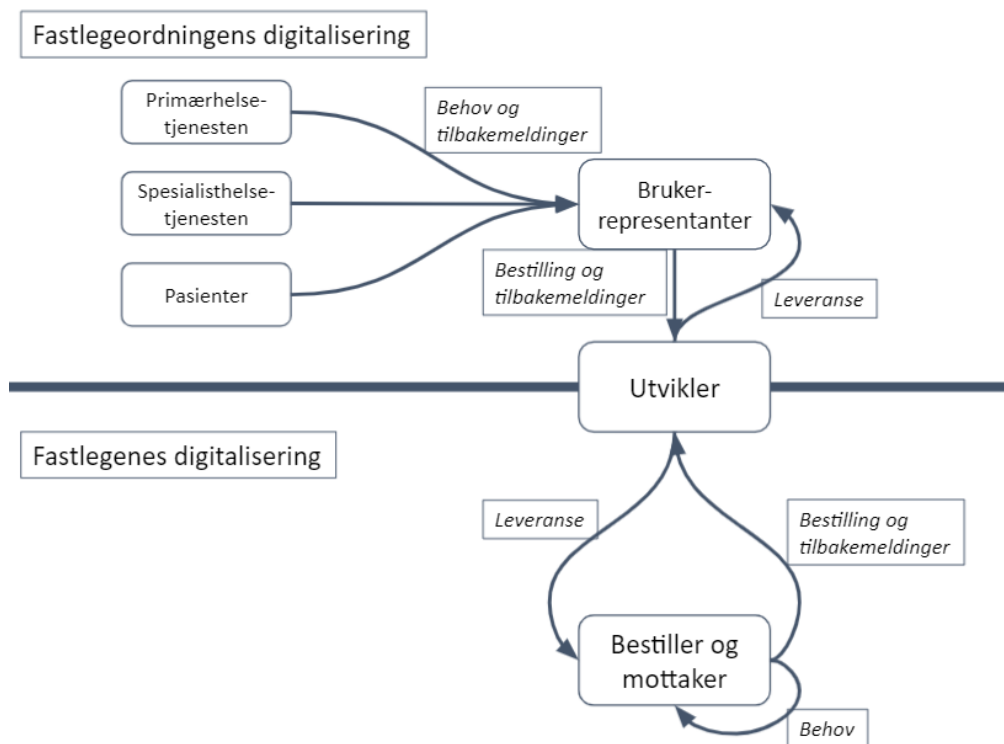 Fastlegeordningens digitalisering
Primærhelse-
tjenesten
Behov og
tilbakemeldinger
Spesialisthelse-
tjenesten
Bruker-
representanter
Pasienter
Bestilling og
tilbakemeldinger
Leveranse
Utvikler
Fastlegenes digitalisering
Leveranse
Bestilling og
tilbakemeldinger
Bestiller og
mottaker
Behov